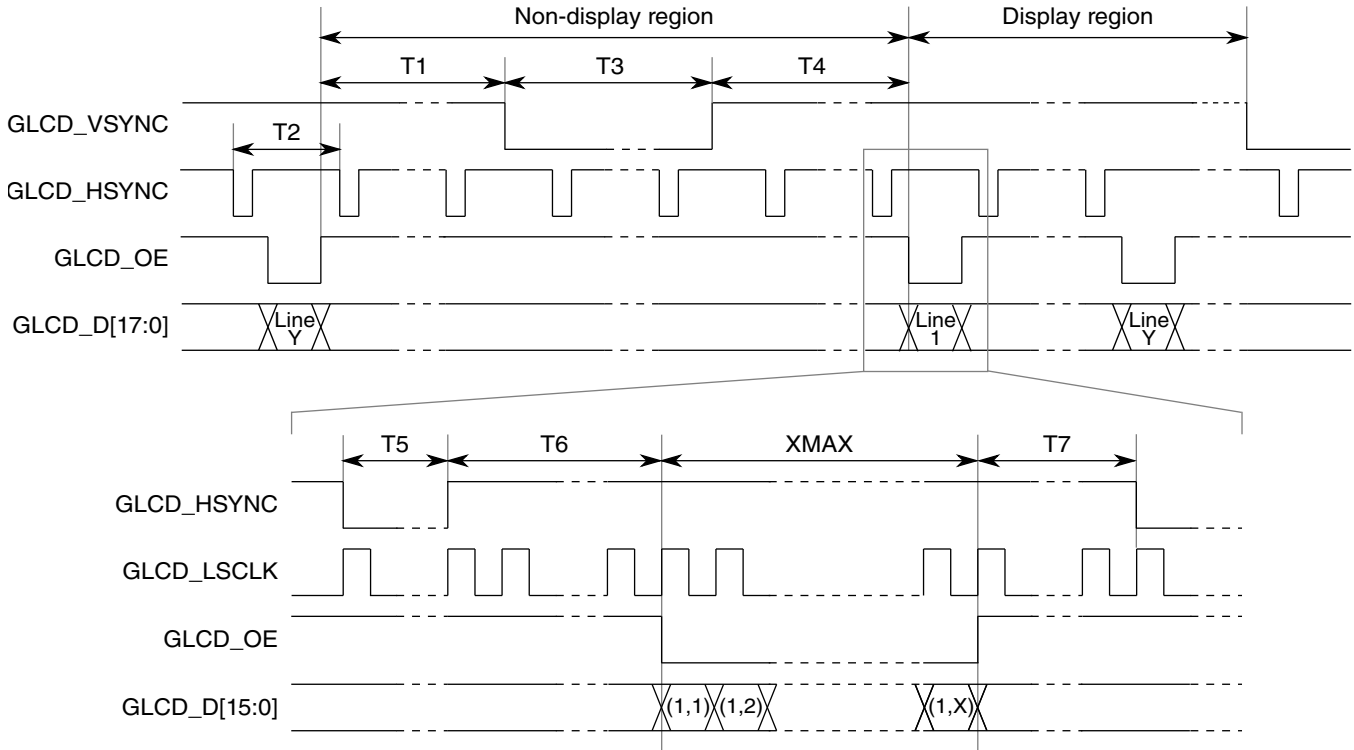 Non-display region
Display region
T1
T3
T4
GLCD_VSYNC
T2
GLCD_HSYNC
GLCD_OE
GLCD_D[17:0]
Line
Y
Line
1
Line
Y
T5
T6
XMAX
T7
GLCD_HSYNC
GLCD_LSCLK
GLCD_OE
GLCD_D[15:0]
(1,1)
(1,2)
(1,X)